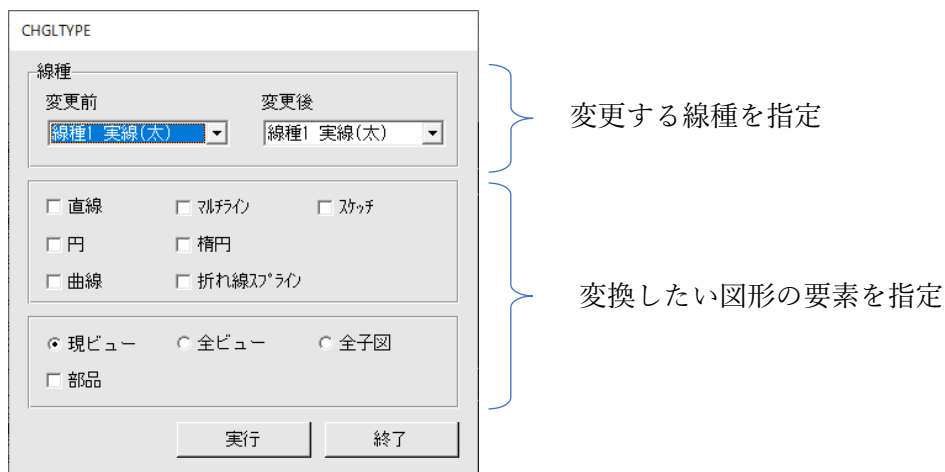 CHGLTYPE
線種
変更前 変更後
線種1 実線(太) 線種1 実線(太)
変更する線種を指定
直線 ﾏﾙﾁﾗｲﾝ ｽｹｯﾁ
円 楕円
曲線 折れ線ｽﾌﾟﾗｲﾝ
変換したい図形の要素を指定
現ビュー 全ビュー 全子図
部品
実行 終了